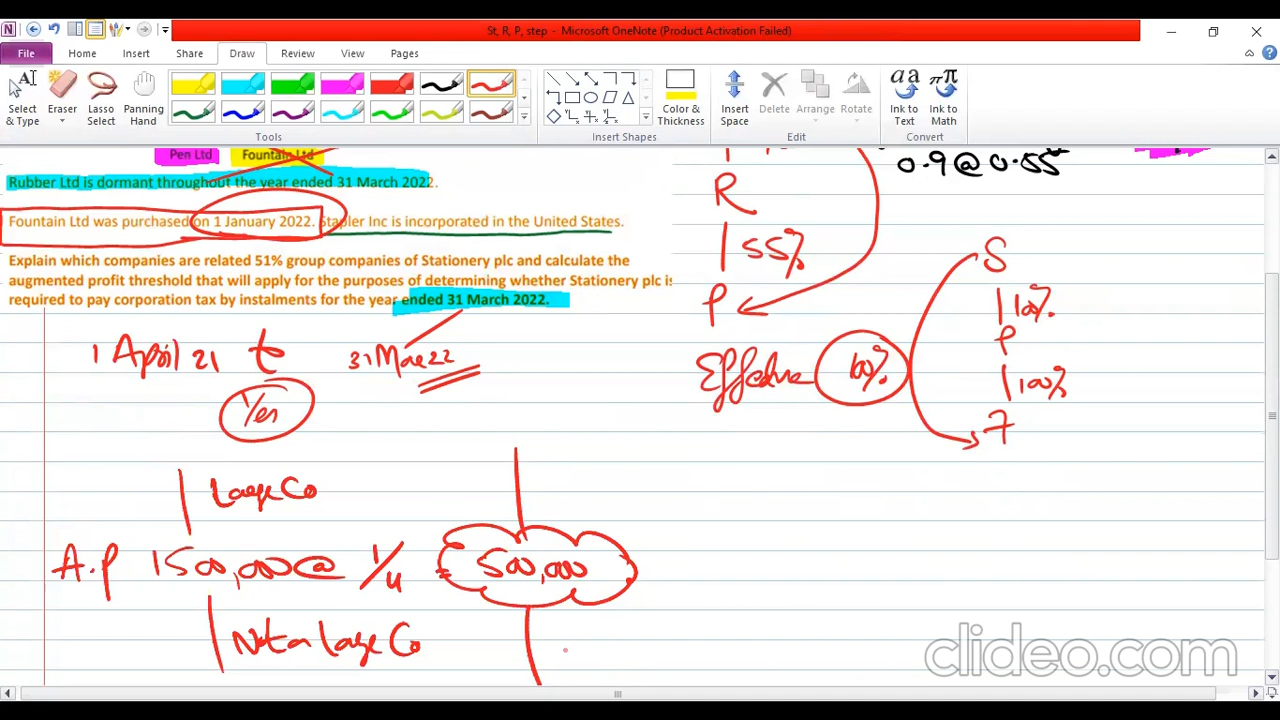 St, R, P, step - Microsoft OneNote (Product Activation Failed)
File Home Insert Share Draw Review View Pages
Select & Type
Eraser
Lasso Select
Panning Hand
Color & Thickness
Insert Space
Delete
Arrange
Rotate
Ink to Text
Ink to Math
Tools
Insert Shapes
Edit
Convert
Pen Ltd Fountain Ltd
Rubber Ltd is dormant throughout the year ended 31 March 2022.
Fountain Ltd was purchased on 1 January 2022. Stapler Inc is incorporated in the United States.
Explain which companies are related 51% group companies of Stationery plc and calculate the
augmented profit threshold that will apply for the purposes of determining whether Stationery plc is
required to pay corporation tax by instalments for the year ended 31 March 2022.
1 April 21 to 31 Mar 22
Large Co
A.P 1500,000 @ 1/4 = 500,000
Not a large Co
0.9 @ 0.55
R
55%
P
Effective 100%
S
100%
P
100%
7
clideo.com